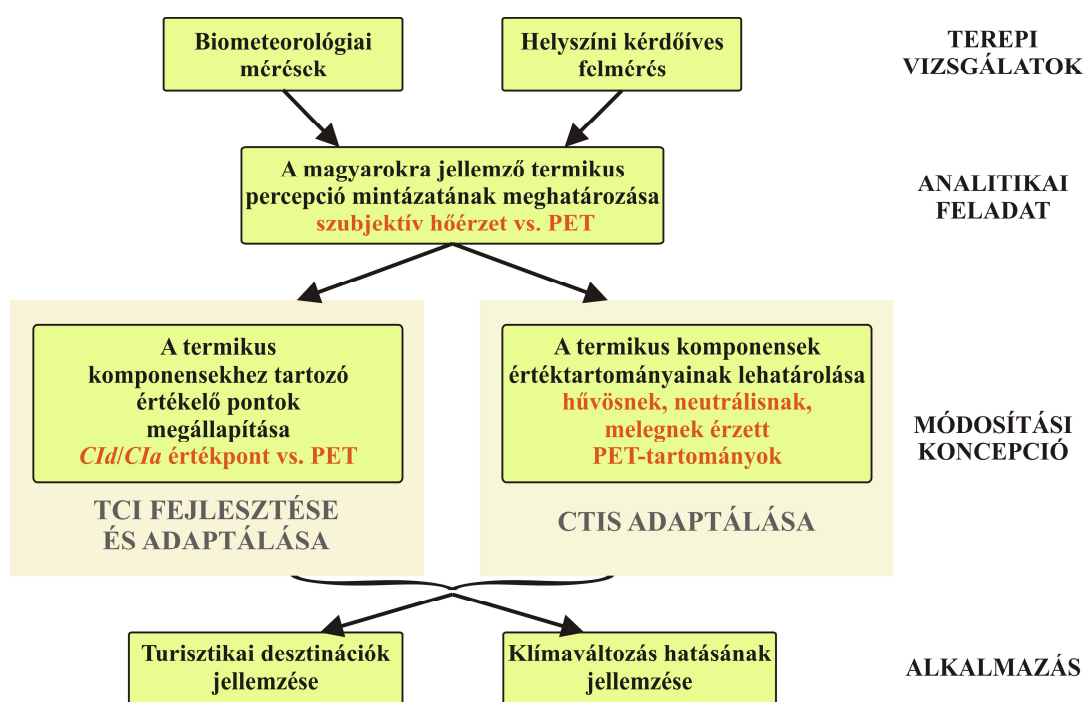 Biometeorológiai
mérések
Helyszíni kérdőíves
felmérés
TEREPI
VIZSGÁLATOK
A magyarokra jellemző termikus
percepció mintázatának meghatározása
szubjektív hőérzet vs. PET
ANALITIKAI
FELADAT
A termikus
komponensekhez tartozó
értékelő pontok
megállapítása
CId/CIa értékpont vs. PET
TCI FEJLESZTÉSE
ÉS ADAPTÁLÁSA
A termikus komponensek
értéktartományainak lehatárolása
hűvösnek, neutrálisnak,
melegnek érzett
PET-tartományok
CTIS ADAPTÁLÁSA
MÓDOSÍTÁSI
KONCEPCIÓ
Turisztikai desztinációk
jellemzése
Klímaváltozás hatásának
jellemzése
ALKALMAZÁS